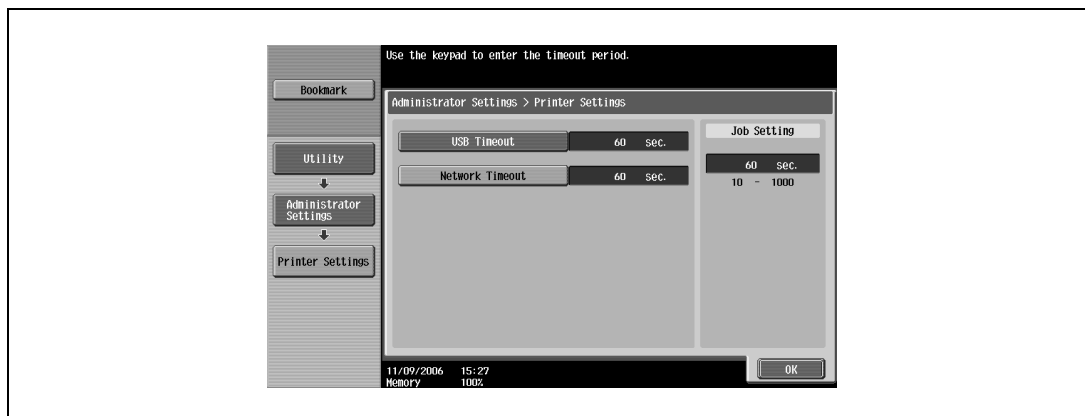 Use the keypad to enter the timeout period.
Bookmark
Administrator Settings > Printer Settings
Job Setting
USB Timeout 60 sec.
60 sec.
10 - 1000
Network Timeout 60 sec.
Utility
Administrator
Settings
Printer Settings
11/09/2006 15:27
Memory 100%
OK